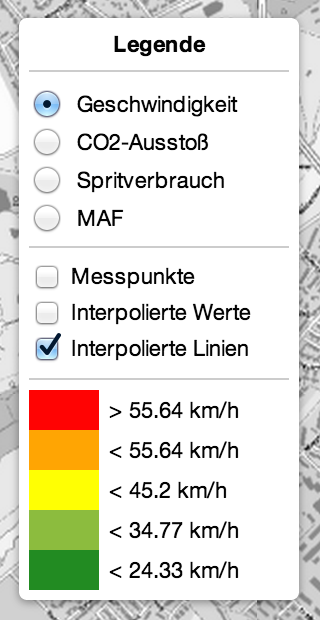 Legende
Geschwindigkeit
CO2-Ausstoß
Spritverbrauch
MAF
Messpunkte
Interpolierte Werte
Interpolierte Linien
> 55.64 km/h
< 55.64 km/h
< 45.2 km/h
< 34.77 km/h
< 24.33 km/h